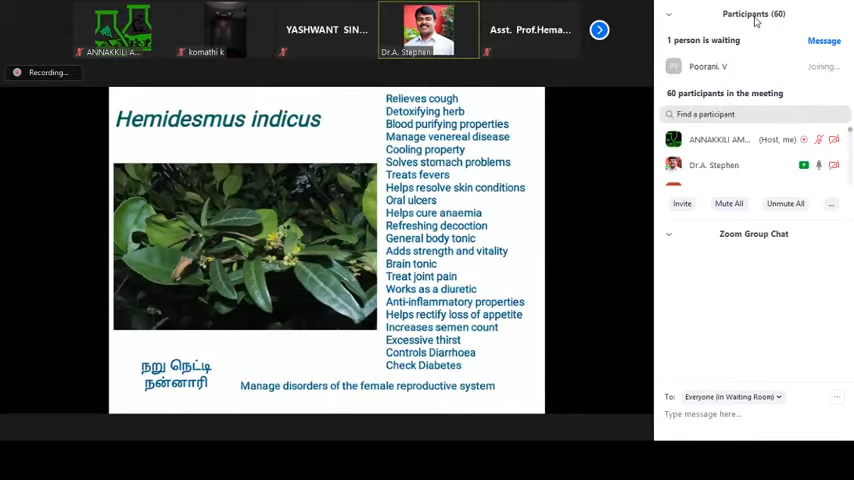 YASHWANT SIN...
Asst. Prof.Hema...
ANNAKKILI A...
komathi k
Dr.A. Stephen
Recording...
Hemidesmus indicus
Relieves cough
Detoxifying herb
Blood purifying properties
Manage venereal disease
Cooling property
Solves stomach problems
Treats fevers
Helps resolve skin conditions
Oral ulcers
Helps cure anaemia
Refreshing decoction
General body tonic
Adds strength and vitality
Brain tonic
Treat joint pain
Works as a diuretic
Anti-inflammatory properties
Helps rectify loss of appetite
Increases semen count
Excessive thirst
Controls Diarrhoea
Check Diabetes
நறு நெட்டி
நன்னாரி
Manage disorders of the female reproductive system
Participants (60)
1 person is waiting
Message
PV
Poorani. V
Joining...
60 participants in the meeting
Find a participant
ANNAKKILI AM... (Host, me)
Dr.A. Stephen
Invite
Mute All
Unmute All
...
Zoom Group Chat
To:
Everyone (in Waiting Room)
...
Type message here...